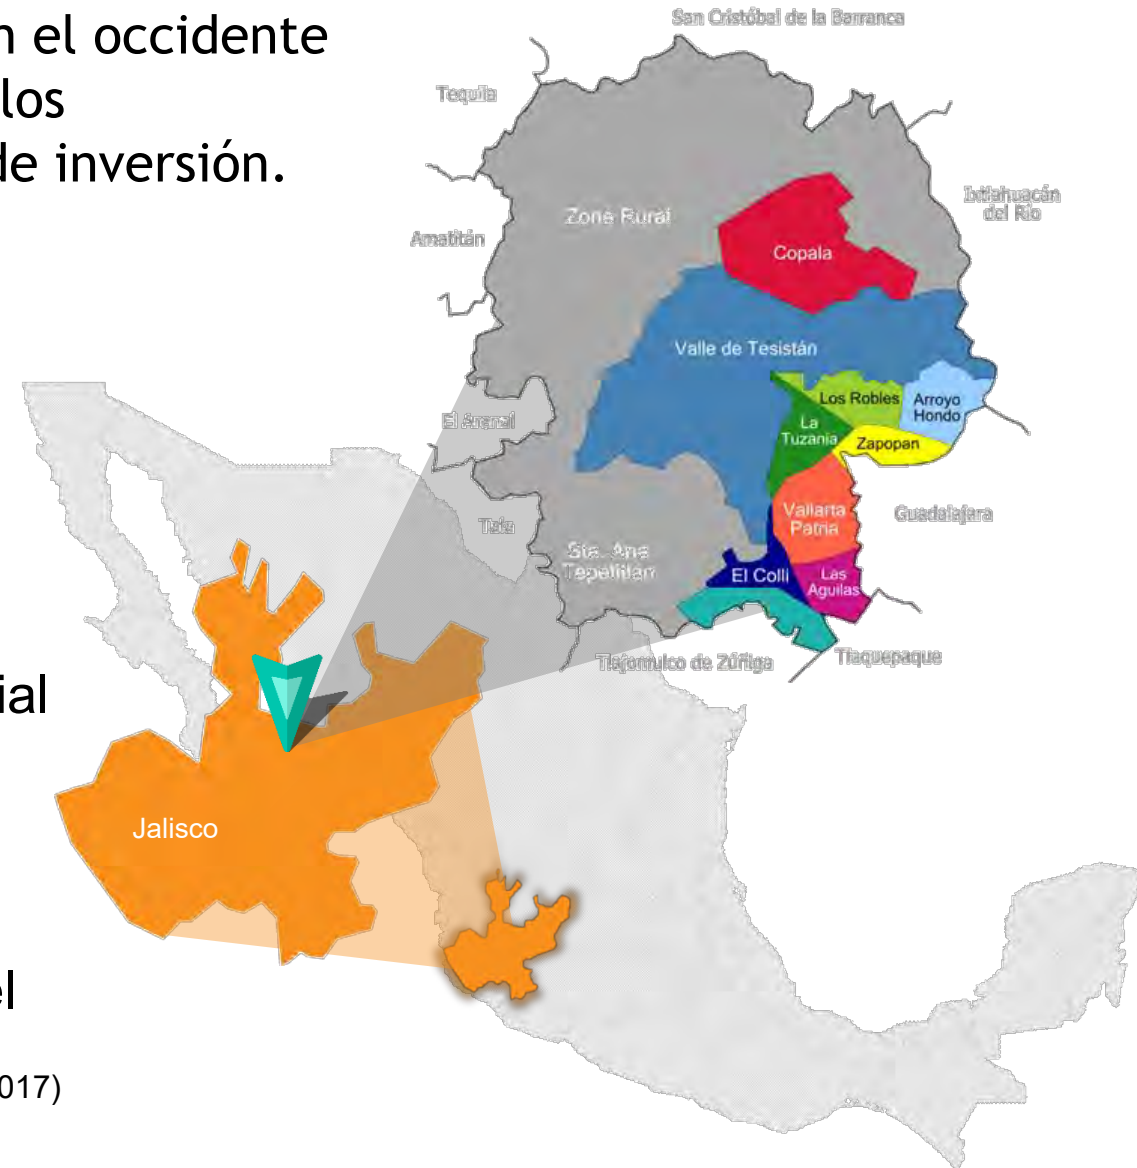 n el occidente
los
de inversión.
San Cristóbal de la Barranca
Tequila
Ixtlahuacán
del Río
Zona Rural
Amatitán
Copala
Valle de Tesistán
Los Robles
Arroyo
Hondo
El Arenal
La
Tuzania
Zapopan
Tala
Vallarta
Patria
Guadalajara
Sta. Ana
Tepetitlan
El Colli
Las
Aguilas
Tlajomulco de Zúñiga
Tlaquepaque
ial
Jalisco
el
017)